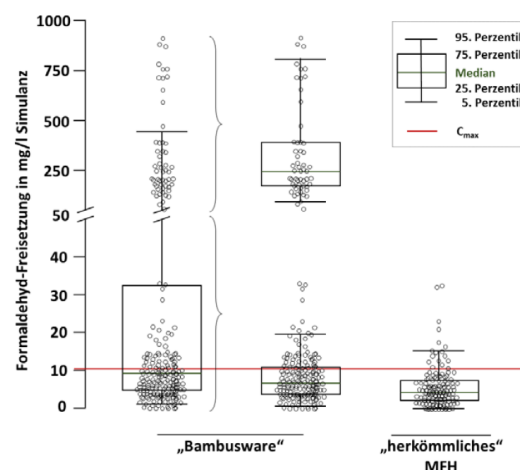 Formaldehyd-Freisetzung in mg/l Simulanz
1000
750
500
250
50
40
30
20
10
0
95. Perzentil
75. Perzentil
Median
25. Perzentil
5. Perzentil
Cmax
„Bambusware“
„herkömmliches“
MFH